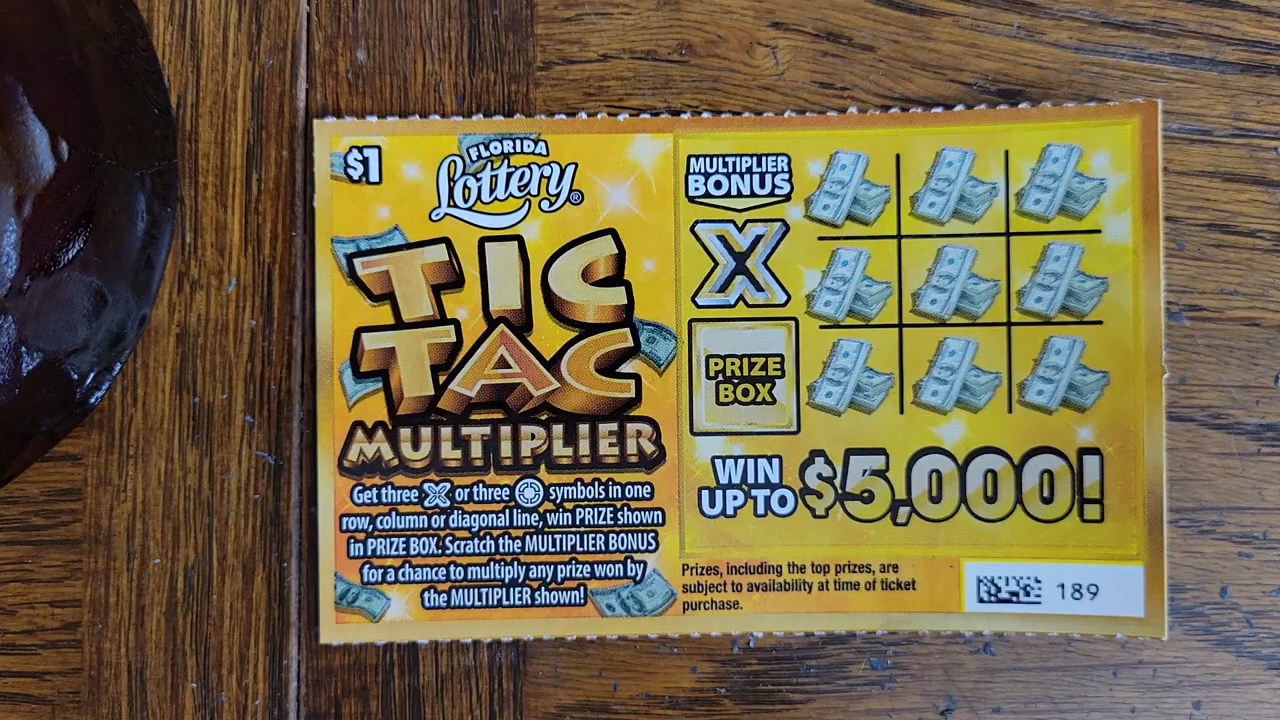 $1
FLORIDA
Lottery®
TIC
TAC
MULTIPLIER
Get three X or three O symbols in one
row, column or diagonal line, win PRIZE shown
in PRIZE BOX. Scratch the MULTIPLIER BONUS
for a chance to multiply any prize won by
the MULTIPLIER shown!
MULTIPLIER
BONUS
X
PRIZE
BOX
WIN
UP TO $5,000!
Prizes, including the top prizes, are
subject to availability at time of ticket
purchase.
189